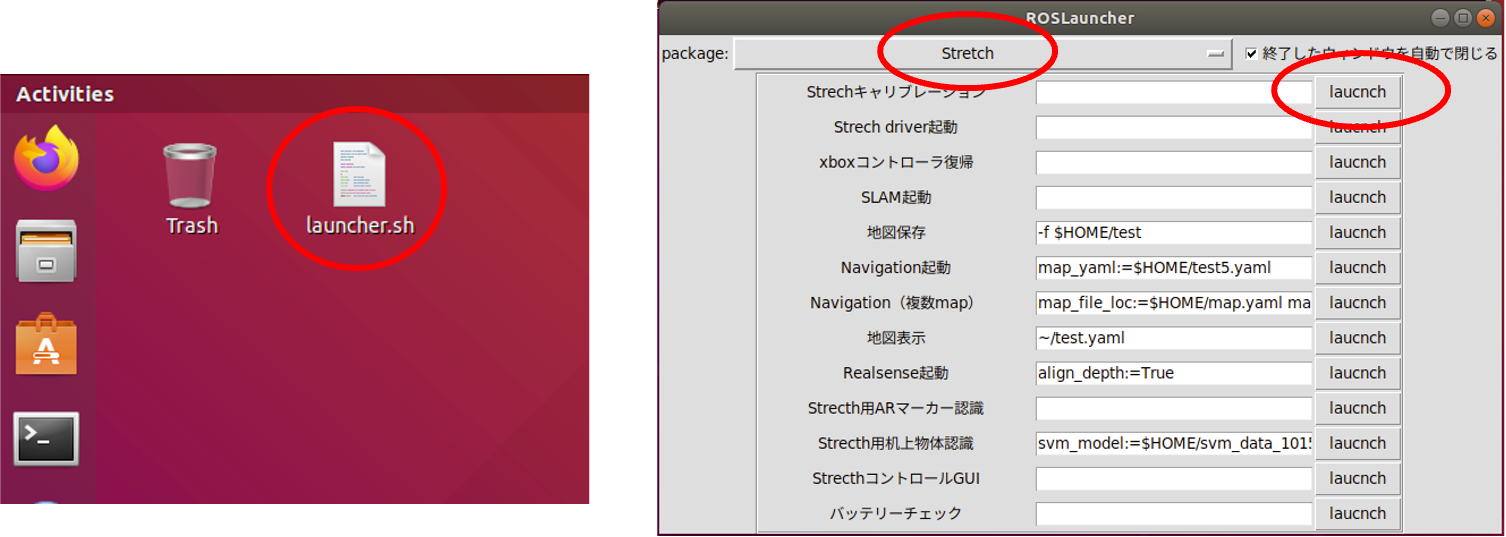 Activities
Trash
launcher.sh
ROSLauncher
package:
Stretch
終了したウィンドウを自動で閉じる
Strechキャリブレーション
laucnch
Strech driver起動
laucnch
xboxコントローラ復帰
laucnch
SLAM起動
laucnch
地図保存
-f $HOME/test
laucnch
Navigation起動
map_yaml:=$HOME/test5.yaml
laucnch
Navigation（複数map）
map_file_loc:=$HOME/map.yaml ma
laucnch
地図表示
~/test.yaml
laucnch
Realsense起動
align_depth:=True
laucnch
Strecth用ARマーカー認識
laucnch
Strecth用机上物体認識
svm_model:=$HOME/svm_data_1015
laucnch
StrecthコントロールGUI
laucnch
バッテリーチェック
laucnch